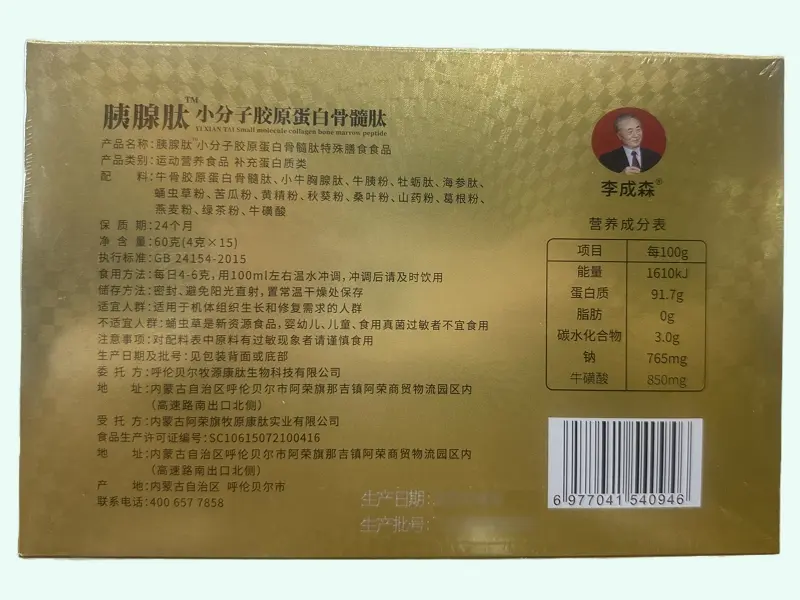 胰腺肽™小分子胶原蛋白骨髓肽
YI XIAN TAI Small molecule collagen bone marrow peptide
产品名称:胰腺肽™小分子胶原蛋白骨髓肽特殊膳食食品
产品类别:运动营养食品 补充蛋白质类
配 料:牛骨胶原蛋白骨髓肽、小牛胸腺肽、牛胰粉、牡蛎肽、海参肽、
蛹虫草粉、苦瓜粉、黄精粉、秋葵粉、桑叶粉、山药粉、葛根粉、
燕麦粉、绿茶粉、牛磺酸
保 质 期:24个月
净 含 量:60克(4克×15)
执行标准:GB 24154-2015
食用方法:每日4-6克,用100ml左右温水冲调,冲调后请及时饮用
储存方法:密封、避免阳光直射,置常温干燥处保存
适宜人群:适用于机体组织生长和修复需求的人群
不适宜人群:蛹虫草是新资源食品,婴幼儿、儿童、食用真菌过敏者不宜食用
注意事项:对配料表中原料有过敏现象者请谨慎食用
生产日期及批号:见包装背面或底部
委 托 方:呼伦贝尔牧源康肽生物科技有限公司
地 址:内蒙古自治区呼伦贝尔市阿荣旗那吉镇阿荣商贸物流园区内
(高速路南出口北侧)
受 托 方:内蒙古阿荣旗牧原康肽实业有限公司
食品生产许可证编号:SC10615072100416
地 址:内蒙古自治区呼伦贝尔市阿荣旗那吉镇阿荣商贸物流园区内
(高速路南出口北侧)
产 地:内蒙古自治区 呼伦贝尔市
联系电话:400 657 7858
生产日期:
生产批号:
李成森®
营养成分表
项目 每100g
能量 1610kJ
蛋白质 91.7g
脂肪 0g
碳水化合物 3.0g
钠 765mg
牛磺酸 850mg
6 977041 540946